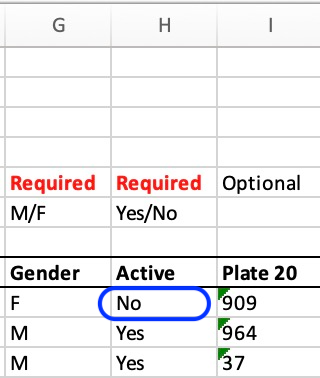 G H I
Required Required Optional
M/F Yes/No
Gender Active Plate 20
F No 909
M Yes 964
M Yes 37